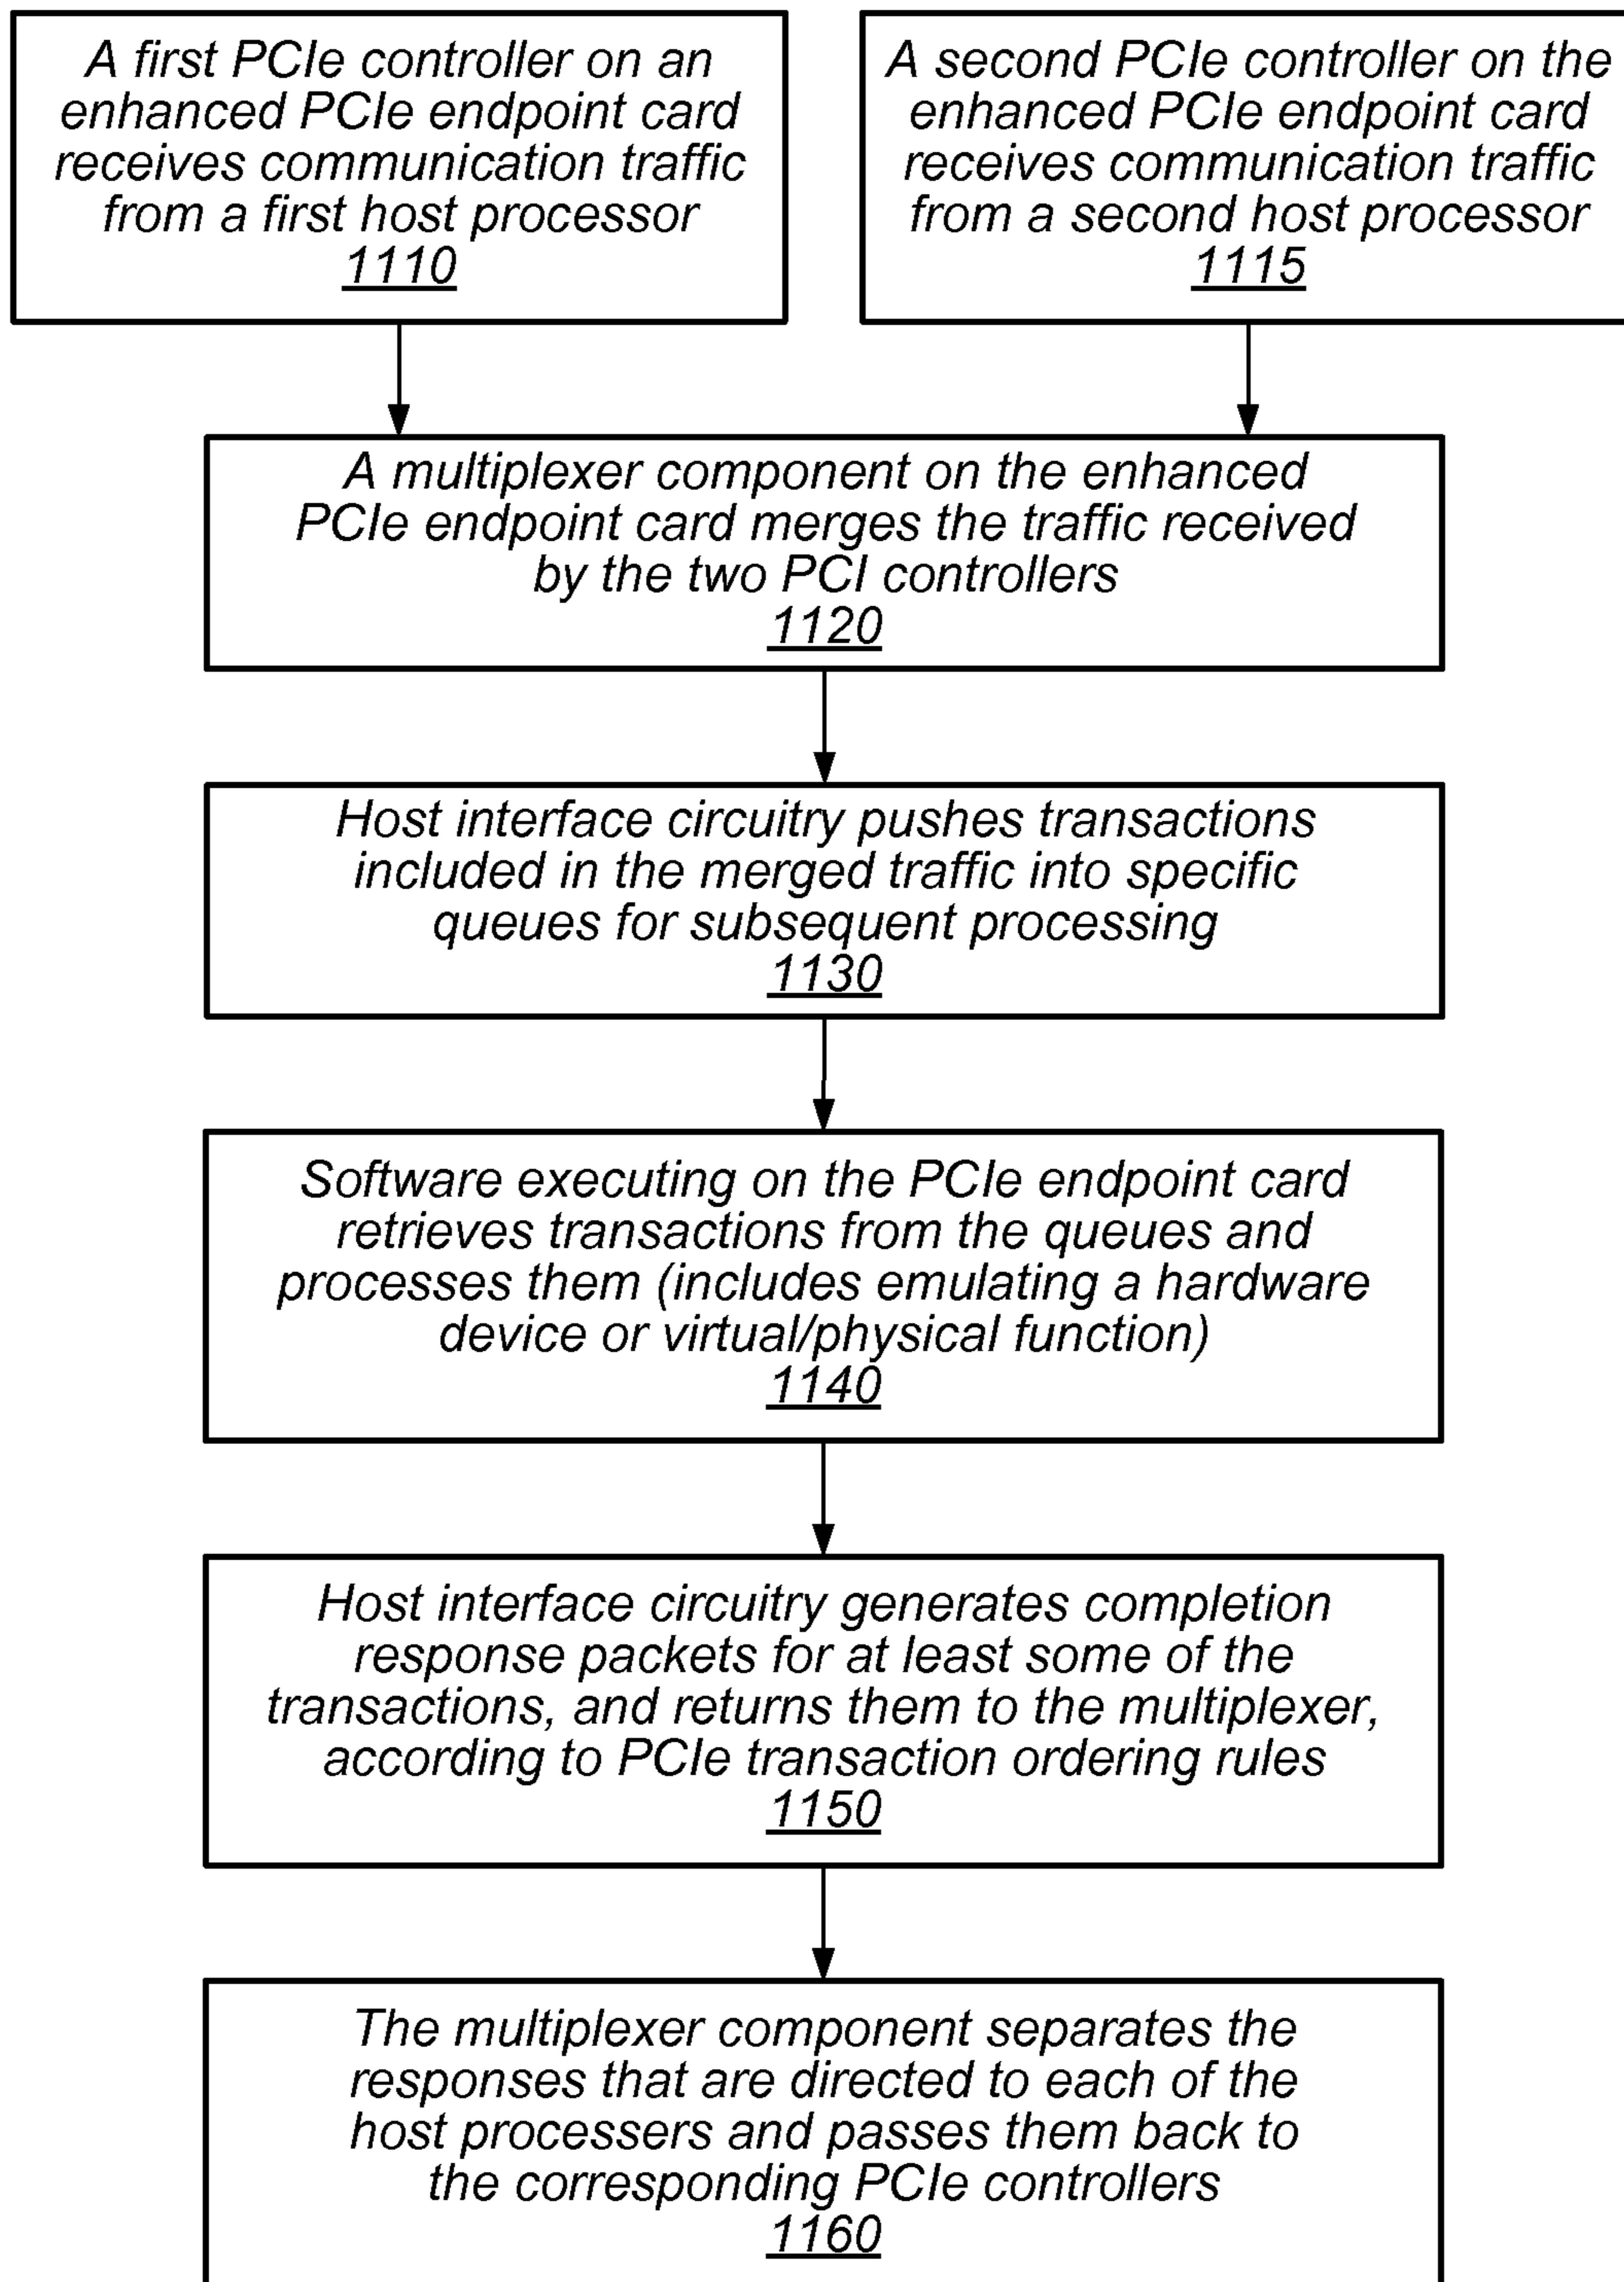 A first PCIe controller on an
enhanced PCIe endpoint card
receives communication traffic
from a first host processor
1110
A second PCIe controller on the
enhanced PCIe endpoint card
receives communication traffic
from a second host processor
1115
A multiplexer component on the enhanced
PCIe endpoint card merges the traffic received
by the two PCI controllers
1120
Host interface circuitry pushes transactions
included in the merged traffic into specific
queues for subsequent processing
1130
Software executing on the PCIe endpoint card
retrieves transactions from the queues and
processes them (includes emulating a hardware
device or virtual/physical function)
1140
Host interface circuitry generates completion
response packets for at least some of the
transactions, and returns them to the multiplexer,
according to PCIe transaction ordering rules
1150
The multiplexer component separates the
responses that are directed to each of the
host processers and passes them back to
the corresponding PCIe controllers
1160